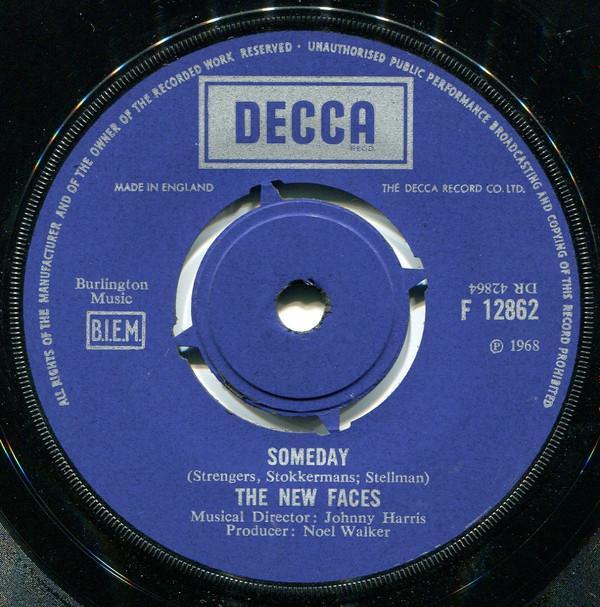 ALL RIGHTS OF THE MANUFACTURER AND OF THE OWNER OF THE RECORDED WORK RESERVED · UNAUTHORISED PUBLIC PERFORMANCE BROADCASTING AND COPYING OF THIS RECORD PROHIBITED
DECCA
REGD.
MADE IN ENGLAND
THE DECCA RECORD CO. LTD.
Burlington
Music
B.I.E.M.
DR 42864
F 12862
Ⓟ 1968
SOMEDAY
(Strengers, Stokkermans; Stellman)
THE NEW FACES
Musical Director: Johnny Harris
Producer: Noel Walker